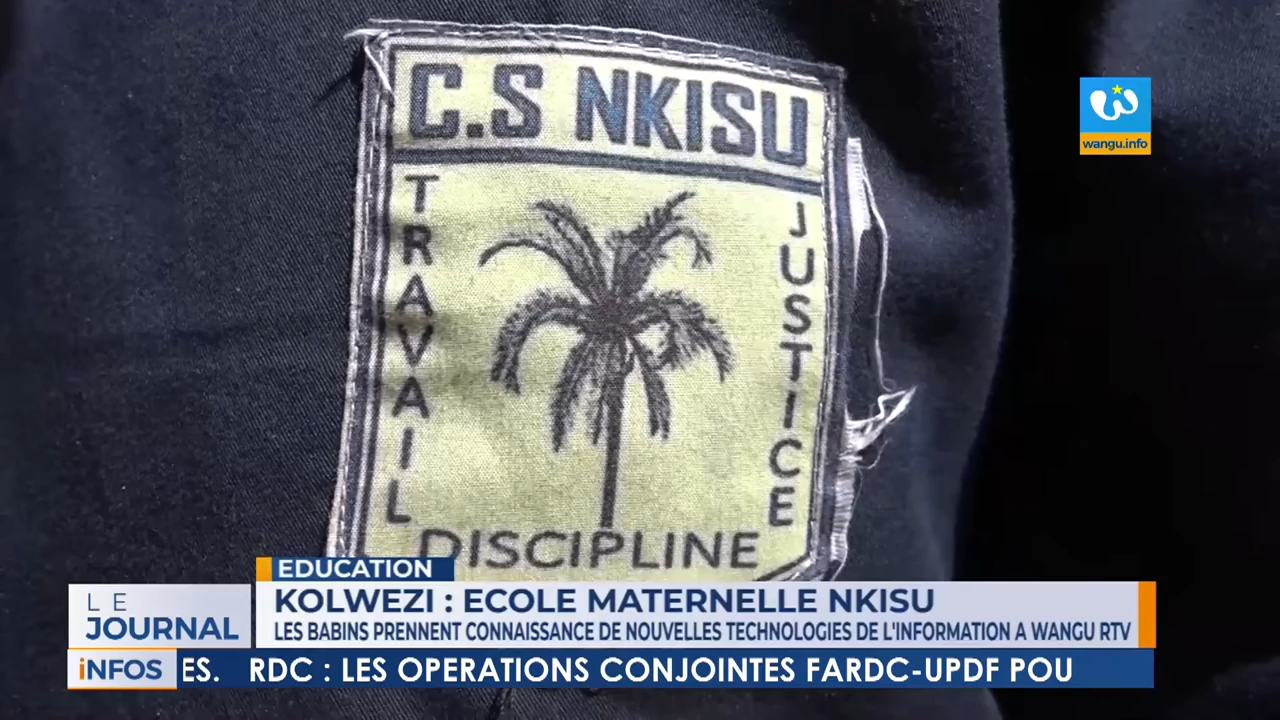 C.S NKISU
TRAVAIL
JUSTICE
DISCIPLINE
wangu.info
EDUCATION
LE
JOURNAL
KOLWEZI : ECOLE MATERNELLE NKISU
LES BABINS PRENNENT CONNAISSANCE DE NOUVELLES TECHNOLOGIES DE L'INFORMATION A WANGU RTV
iNFOS
ES. RDC : LES OPERATIONS CONJOINTES FARDC-UPDF POU